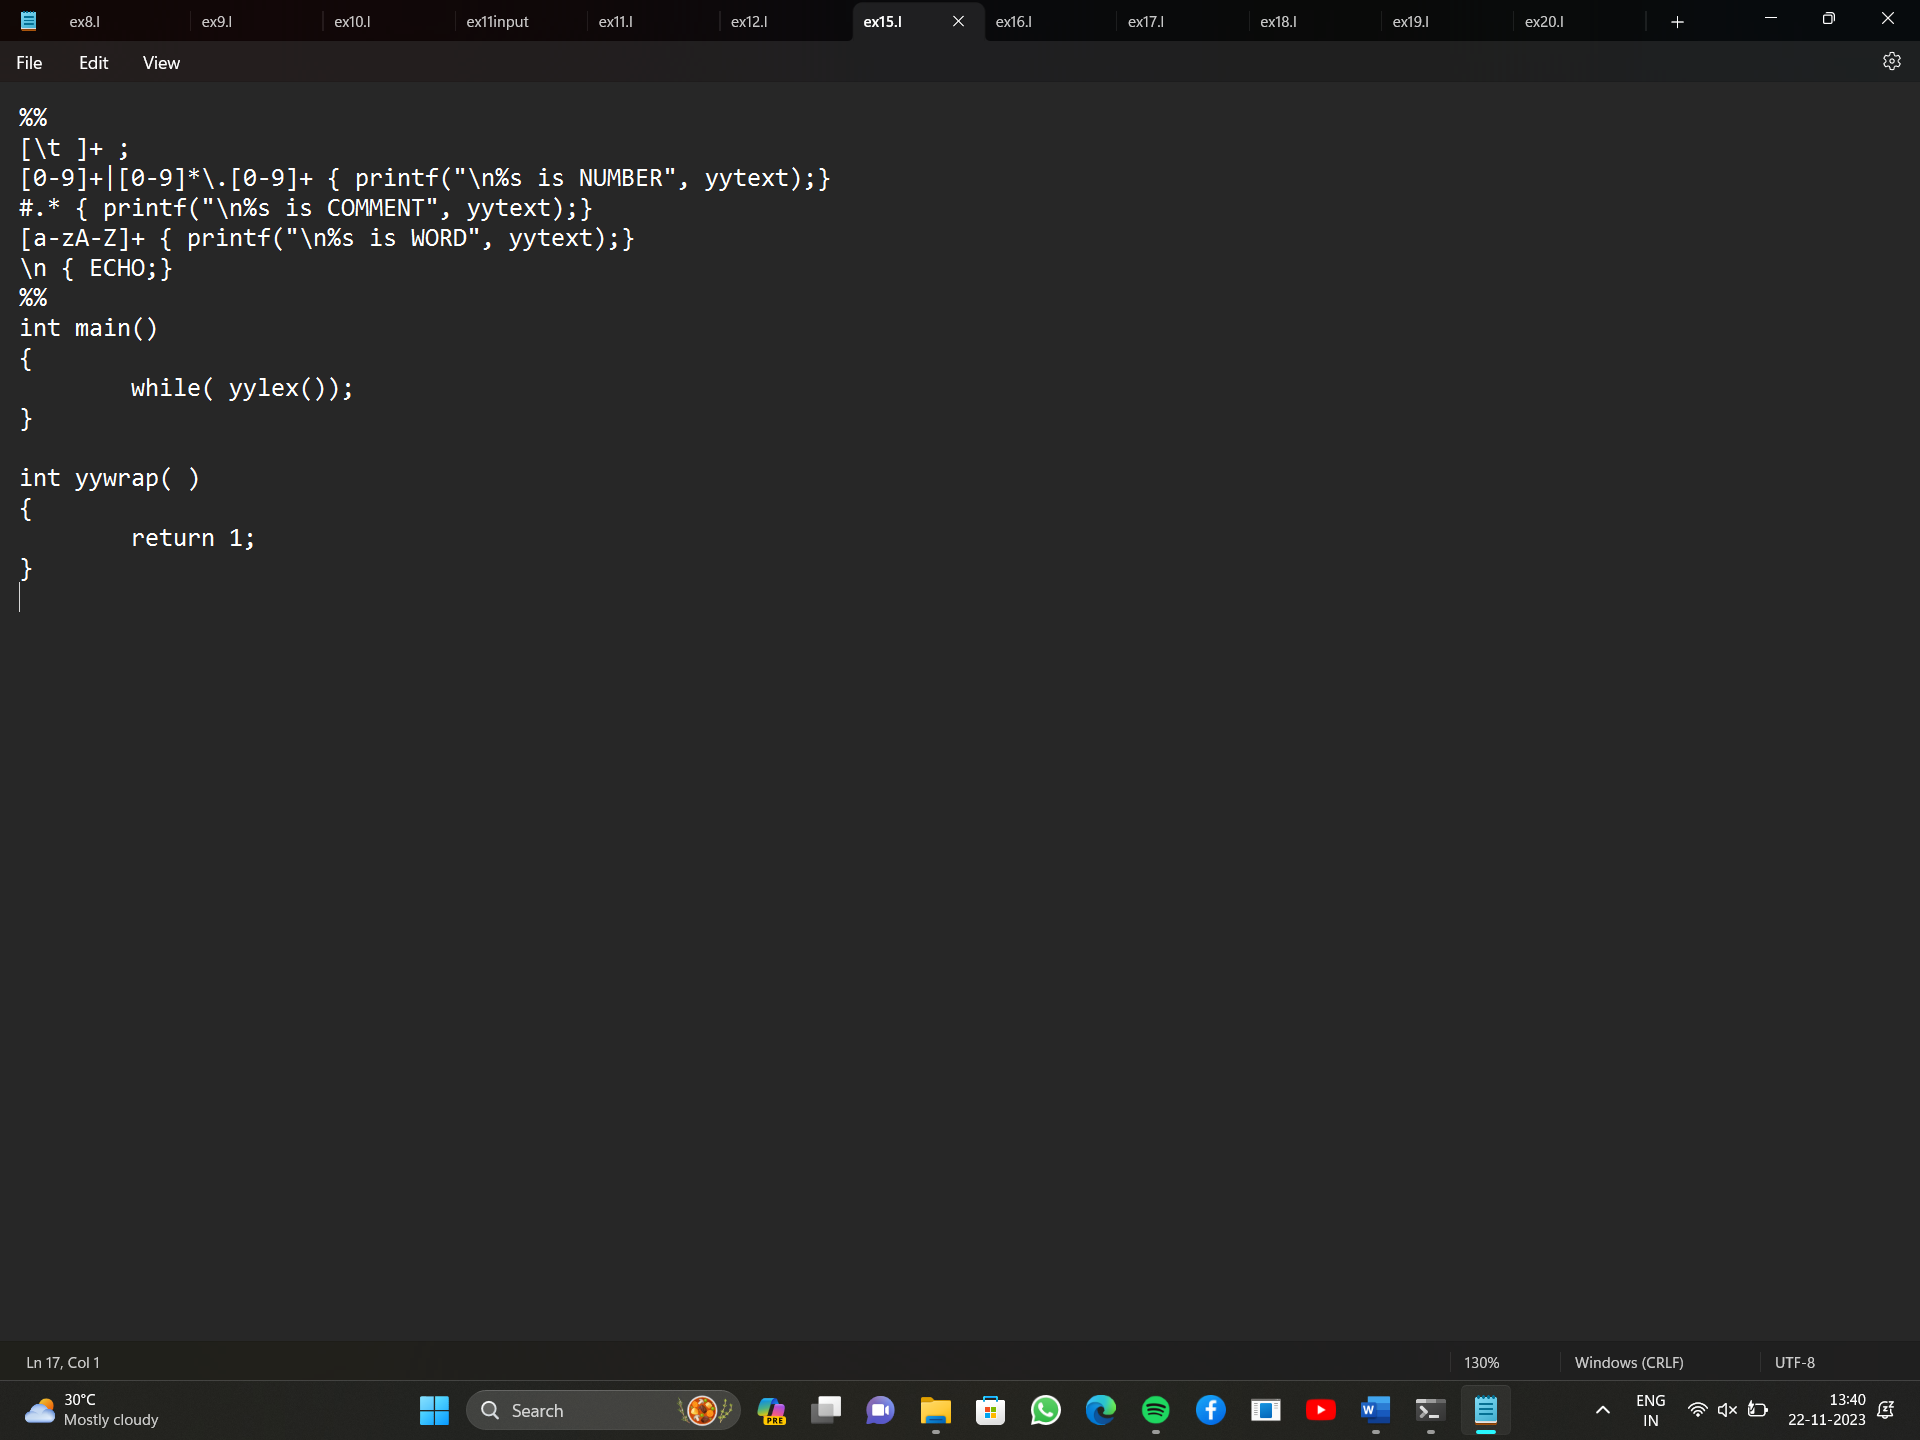 ex8.l ex9.l ex10.l ex11input ex11.l ex12.l ex15.l ex16.l ex17.l ex18.l ex19.l ex20.l
File Edit View
%%
[\t ]+ ;
[0-9]+|[0-9]*\.[0-9]+ { printf("\n%s is NUMBER", yytext);}
#.* { printf("\n%s is COMMENT", yytext);}
[a-zA-Z]+ { printf("\n%s is WORD", yytext);}
\n { ECHO;}
%%
int main()
{
        while( yylex());
}

int yywrap( )
{
        return 1;
}
Ln 17, Col 1 130% Windows (CRLF) UTF-8
30°C
Mostly cloudy
Search
PRE
W
ENG
IN
13:40
22-11-2023